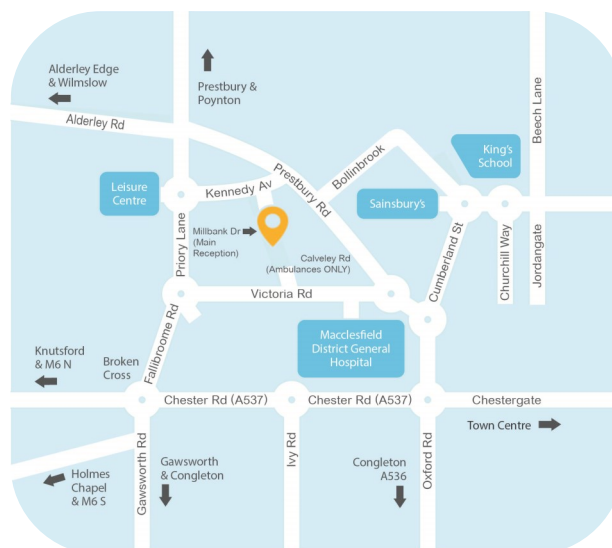 Alderley Edge
& Wilmslow
Prestbury &
Poynton
Alderley Rd
Beech Lane
King's
School
Bollinbrook
Prestbury Rd
Leisure
Centre
Kennedy Av
Sainsbury's
Priory Lane
Millbank Dr
(Main
Reception)
Calveley Rd
(Ambulances ONLY)
Cumberland St
Churchill Way
Jordangate
Victoria Rd
Macclesfield
District General
Hospital
Fallibroome Rd
Knutsford
& M6 N
Broken
Cross
Chester Rd (A537)
Chester Rd (A537)
Chestergate
Town Centre
Gawsworth Rd
Ivy Rd
Oxford Rd
Holmes
Chapel
& M6 S
Gawsworth
& Congleton
Congleton
A536